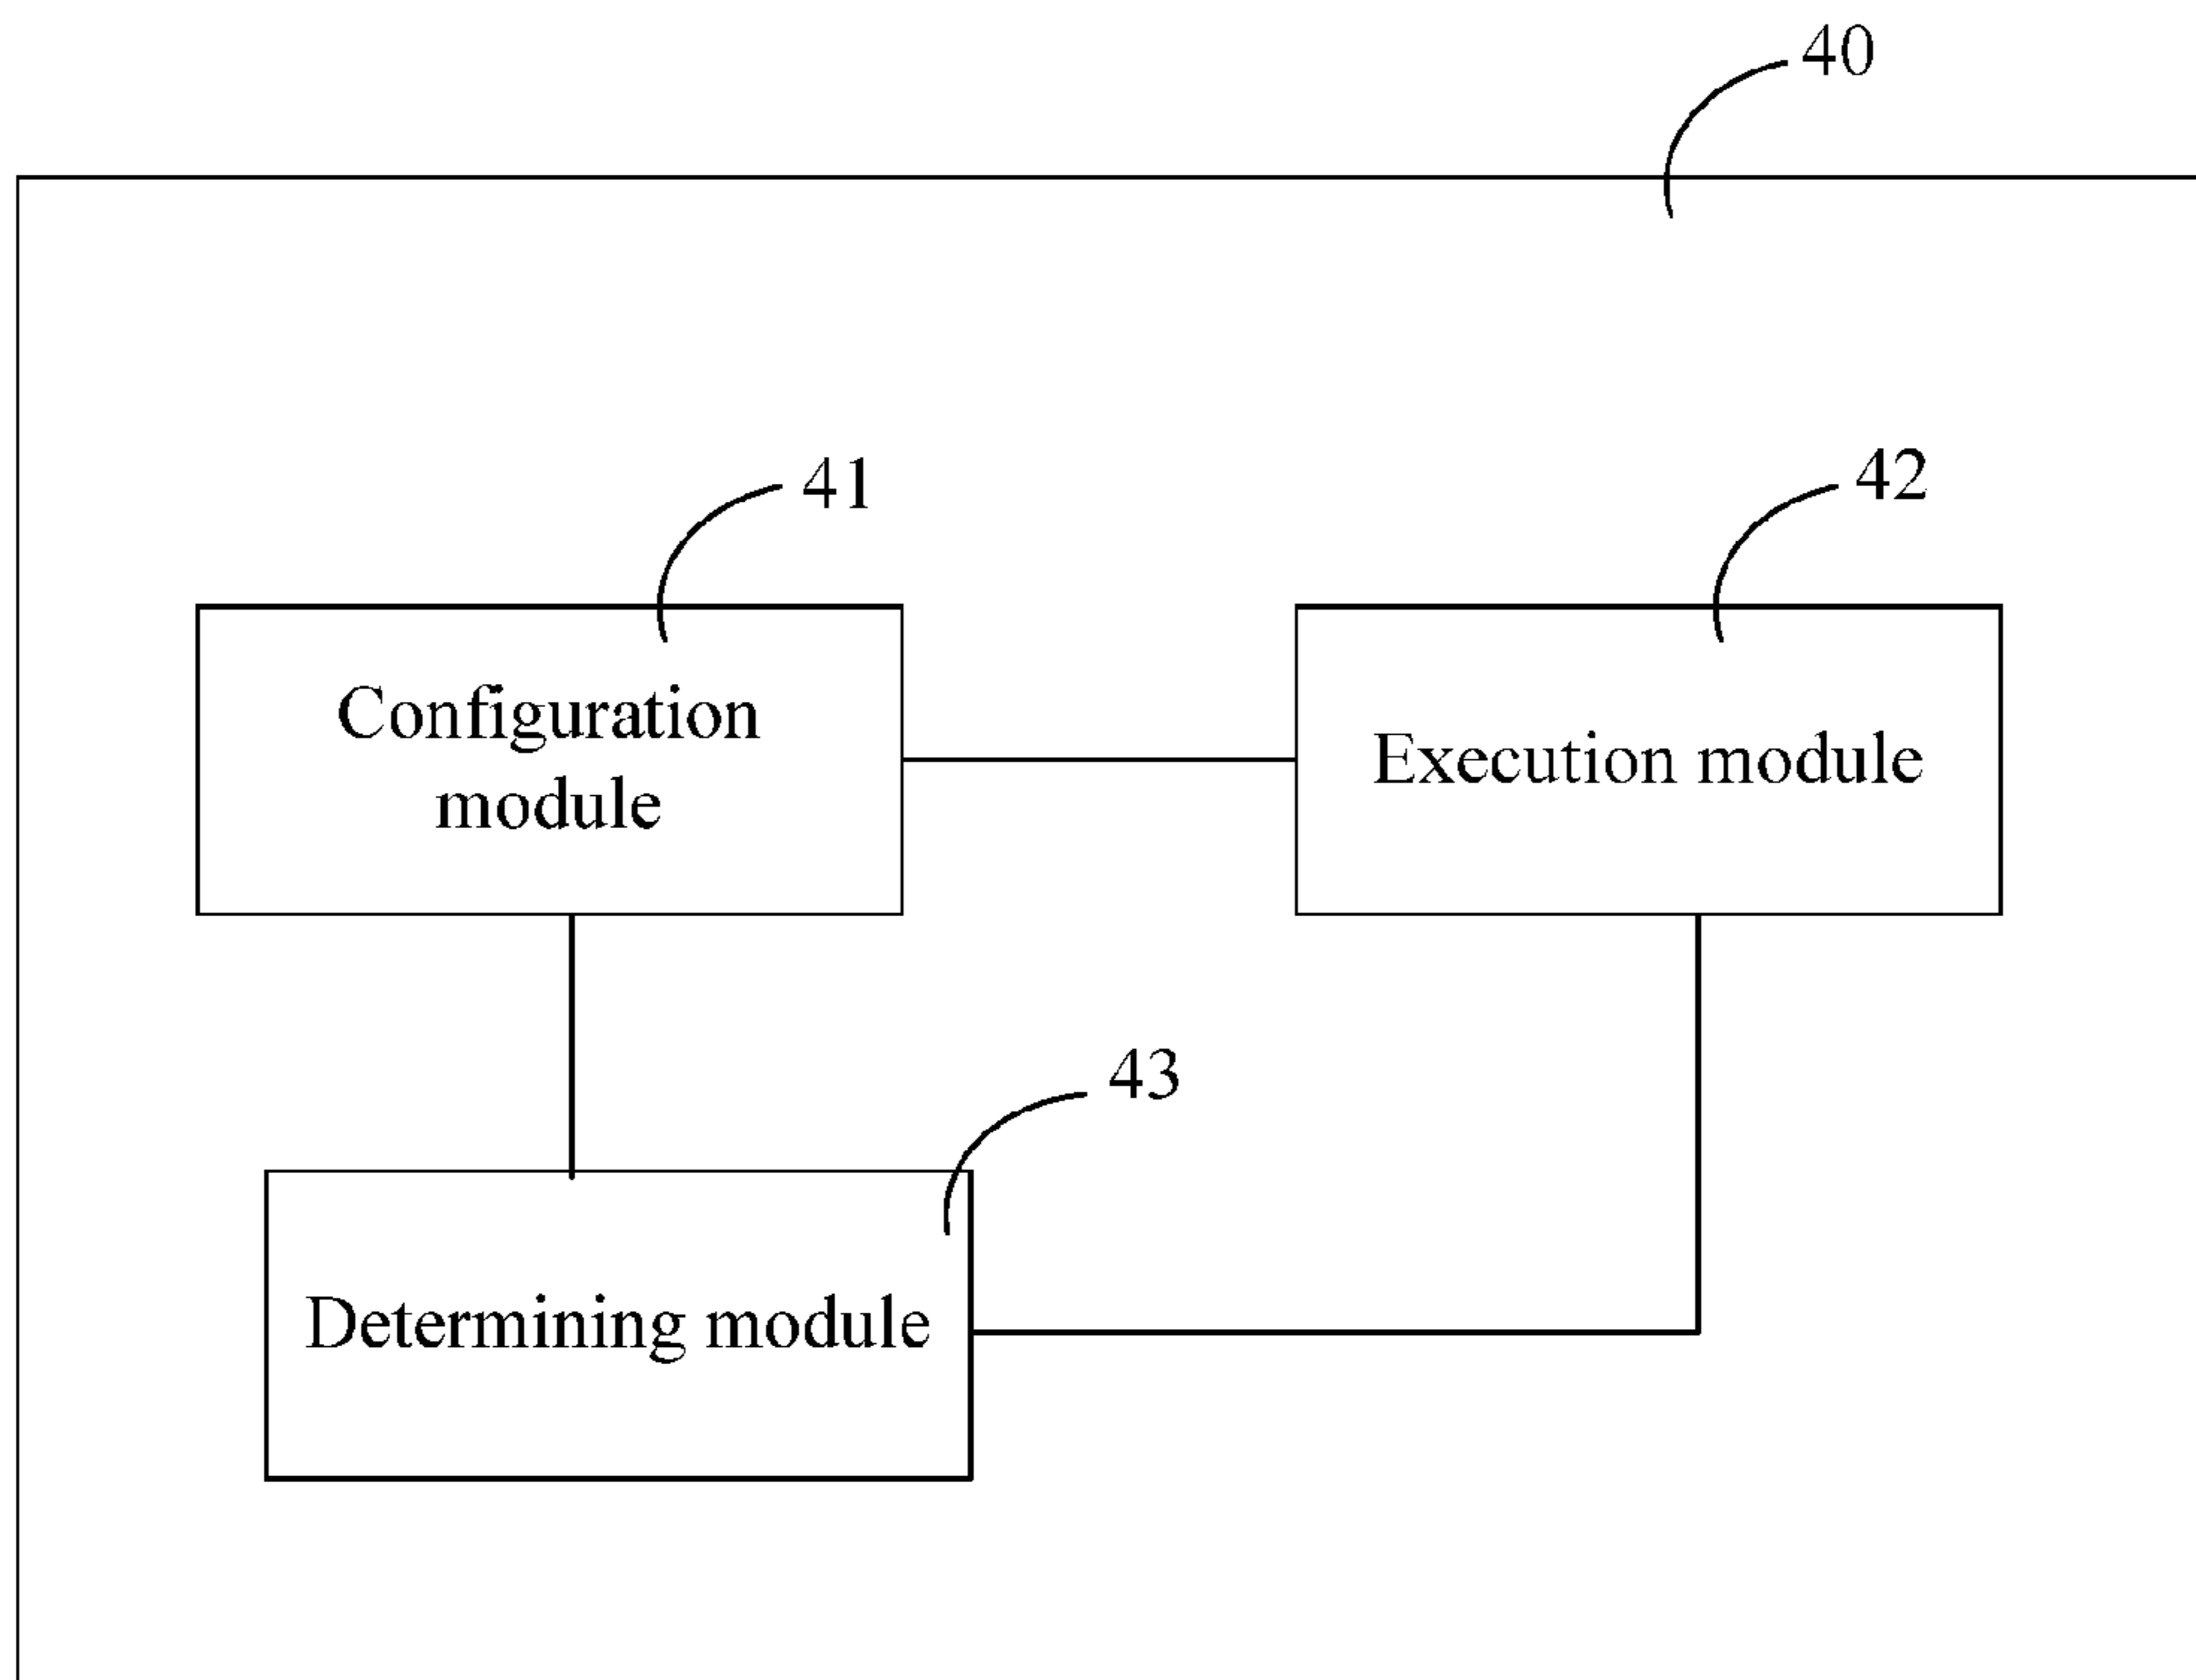 40
41
42
Configuration
module
Execution module
43
Determining module